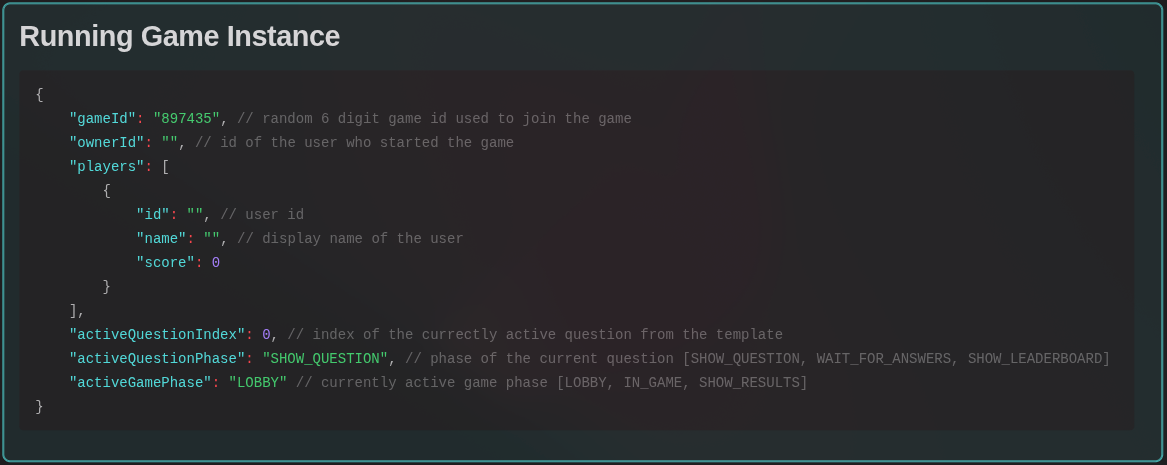 Running Game Instance
{
"gameId": "897435", // random 6 digit game id used to join the game
"ownerId": "", // id of the user who started the game
"players": [
{
"id": "", // user id
"name": "", // display name of the user
"score": 0
}
],
"activeQuestionIndex": 0, // index of the currently active question from the template
"activeQuestionPhase": "SHOW_QUESTION", // phase of the current question [SHOW_QUESTION, WAIT_FOR_ANSWERS, SHOW_LEADERBOARD]
"activeGamePhase": "LOBBY" // currently active game phase [LOBBY, IN_GAME, SHOW_RESULTS]
}